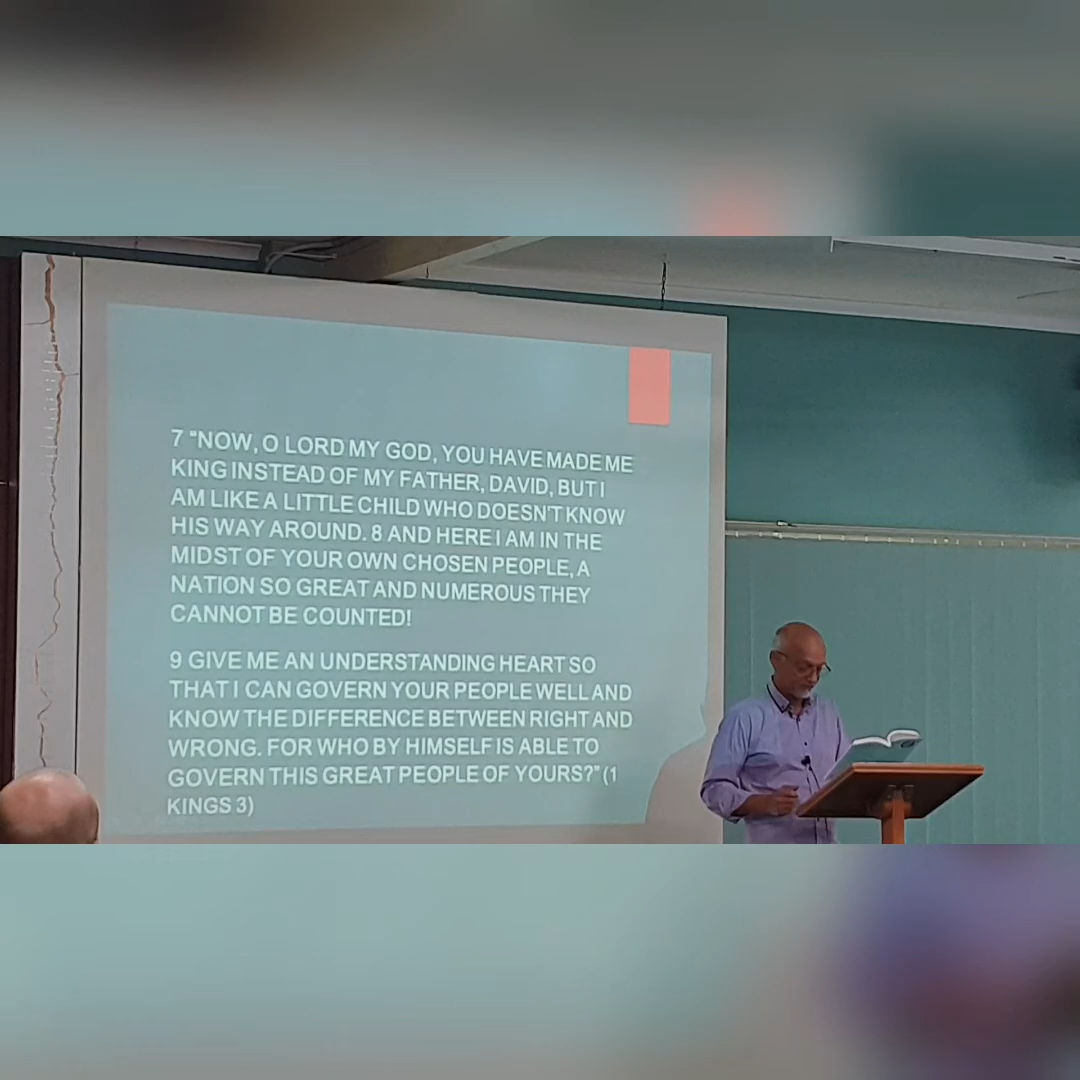 7 "NOW, O LORD MY GOD, YOU HAVE MADE ME
KING INSTEAD OF MY FATHER, DAVID, BUT I
AM LIKE A LITTLE CHILD WHO DOESN'T KNOW
HIS WAY AROUND. 8 AND HERE I AM IN THE
MIDST OF YOUR OWN CHOSEN PEOPLE, A
NATION SO GREAT AND NUMEROUS THEY
CANNOT BE COUNTED!
9 GIVE ME AN UNDERSTANDING HEART SO
THAT I CAN GOVERN YOUR PEOPLE WELL AND
KNOW THE DIFFERENCE BETWEEN RIGHT AND
WRONG. FOR WHO BY HIMSELF IS ABLE TO
GOVERN THIS GREAT PEOPLE OF YOURS?" (1
KINGS 3)